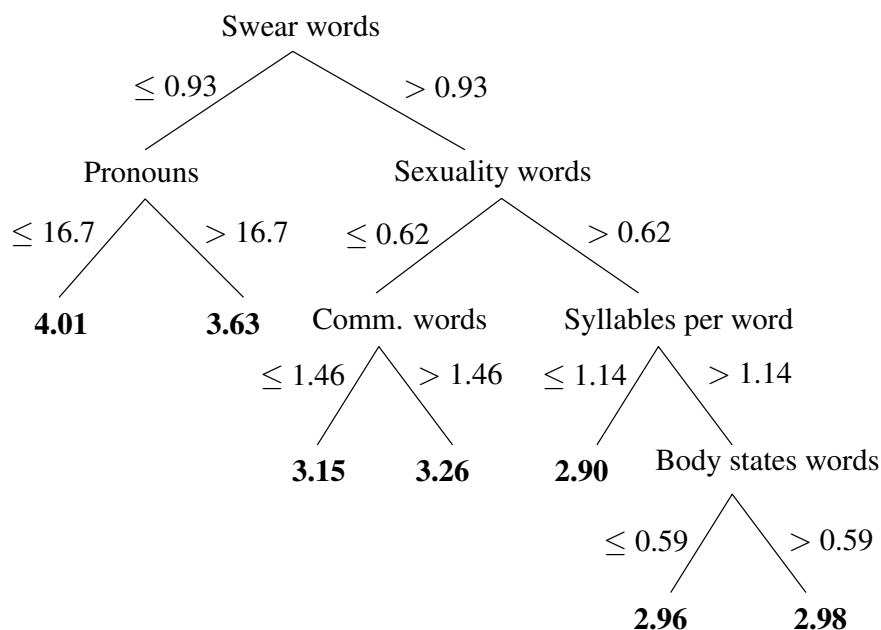 Swear words
≤ 0.93 > 0.93
Pronouns Sexuality words
≤ 16.7 > 16.7 ≤ 0.62 > 0.62
4.01 3.63 Comm. words Syllables per word
≤ 1.46 > 1.46 ≤ 1.14 > 1.14
3.15 3.26 2.90 Body states words
≤ 0.59 > 0.59
2.96 2.98